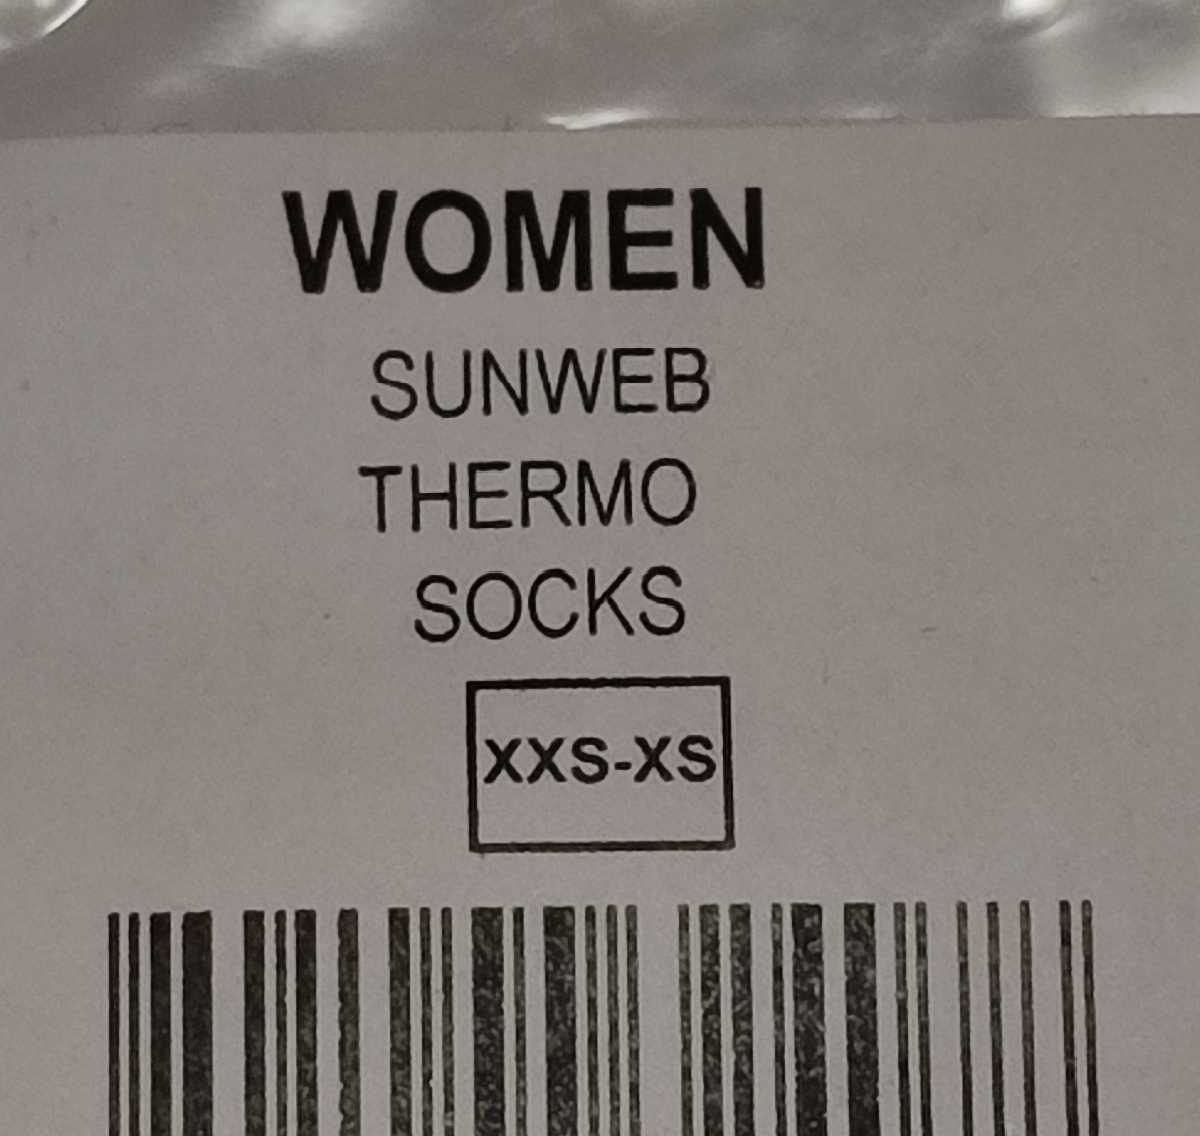 WOMEN
SUNWEB
THERMO
SOCKS
XXS-XS